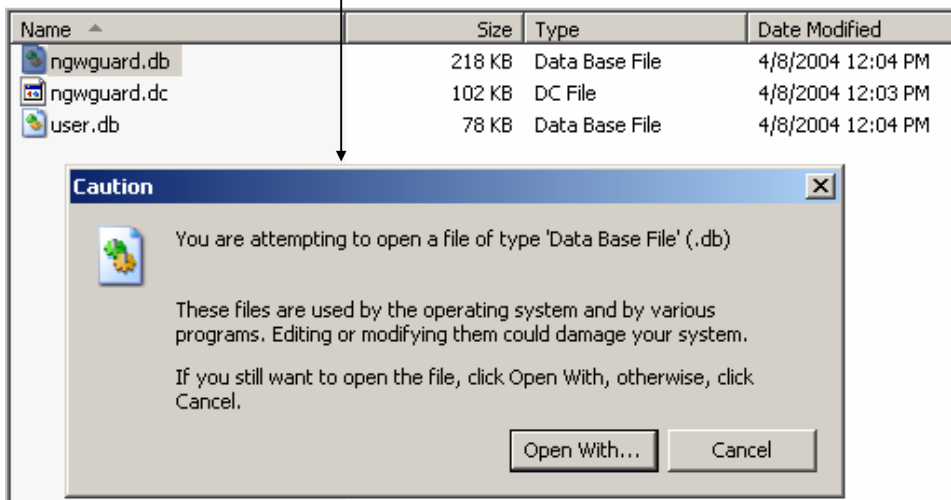 Name Size Type Date Modified
ngwguard.db 218 KB Data Base File 4/8/2004 12:04 PM
ngwguard.dc 102 KB DC File 4/8/2004 12:03 PM
user.db 78 KB Data Base File 4/8/2004 12:04 PM
Caution
You are attempting to open a file of type 'Data Base File' (.db)
These files are used by the operating system and by various
programs. Editing or modifying them could damage your system.
If you still want to open the file, click Open With, otherwise, click
Cancel.
Open With... Cancel